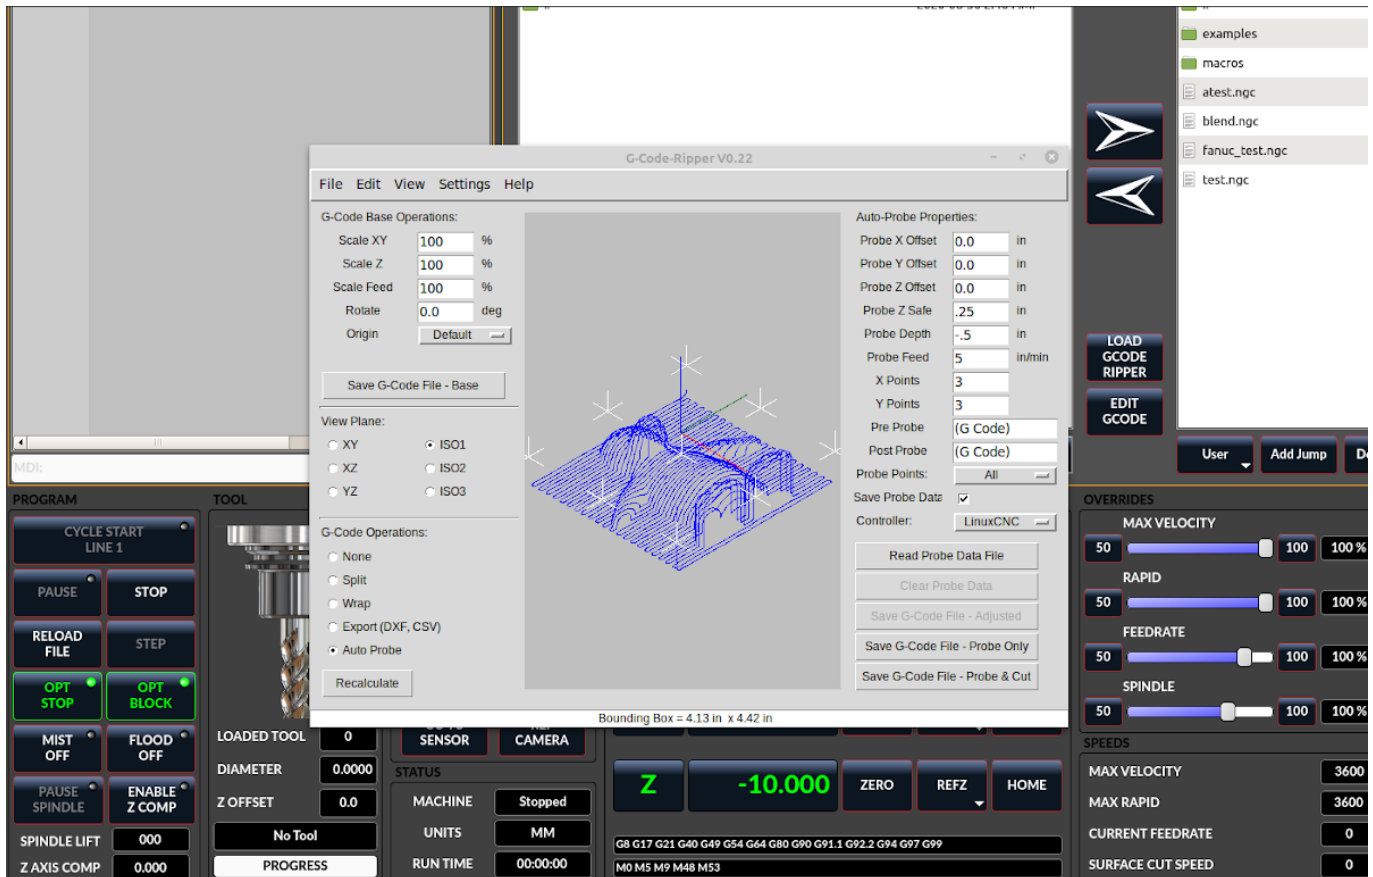 examples
macros
atest.ngc
blend.ngc
fanuc_test.ngc
test.ngc
G-Code-Ripper V0.22
File Edit View Settings Help
G-Code Base Operations:
Scale XY 100 %
Scale Z 100 %
Scale Feed 100 %
Rotate 0.0 deg
Origin Default
Save G-Code File - Base
View Plane:
XY ISO1
XZ ISO2
YZ ISO3
G-Code Operations:
None
Split
Wrap
Export (DXF, CSV)
Auto Probe
Recalculate
Auto-Probe Properties:
Probe X Offset 0.0 in
Probe Y Offset 0.0 in
Probe Z Offset 0.0 in
Probe Z Safe .25 in
Probe Depth -.5 in
Probe Feed 5 in/min
X Points 3
Y Points 3
Pre Probe (G Code)
Post Probe (G Code)
Probe Points: All
Save Probe Data
Controller: LinuxCNC
Read Probe Data File
Clear Probe Data
Save G-Code File - Adjusted
Save G-Code File - Probe Only
Save G-Code File - Probe & Cut
Bounding Box = 4.13 in x 4.42 in
LOAD
GCODE
RIPPER
EDIT
GCODE
User Add Jump
MDI:
PROGRAM
CYCLE START
LINE 1
PAUSE STOP
RELOAD
FILE
STEP
OPT
STOP
OPT
BLOCK
MIST
OFF
FLOOD
OFF
PAUSE
SPINDLE
ENABLE
Z COMP
SPINDLE LIFT 000
Z AXIS COMP 0.000
TOOL
LOADED TOOL 0
DIAMETER 0.0000
Z OFFSET 0.0
No Tool
PROGRESS
SENSOR
CAMERA
STATUS
MACHINE Stopped
UNITS MM
RUN TIME 00:00:00
Z -10.000 ZERO REFZ HOME
G8 G17 G21 G40 G49 G54 G64 G80 G90 G91.1 G92.2 G94 G97 G99
M0 M5 M9 M48 M53
OVERRIDES
MAX VELOCITY
50 100 100 %
RAPID
50 100 100 %
FEEDRATE
50 100 100 %
SPINDLE
50 100 100 %
SPEEDS
MAX VELOCITY 3600
MAX RAPID 3600
CURRENT FEEDRATE 0
SURFACE CUT SPEED 0